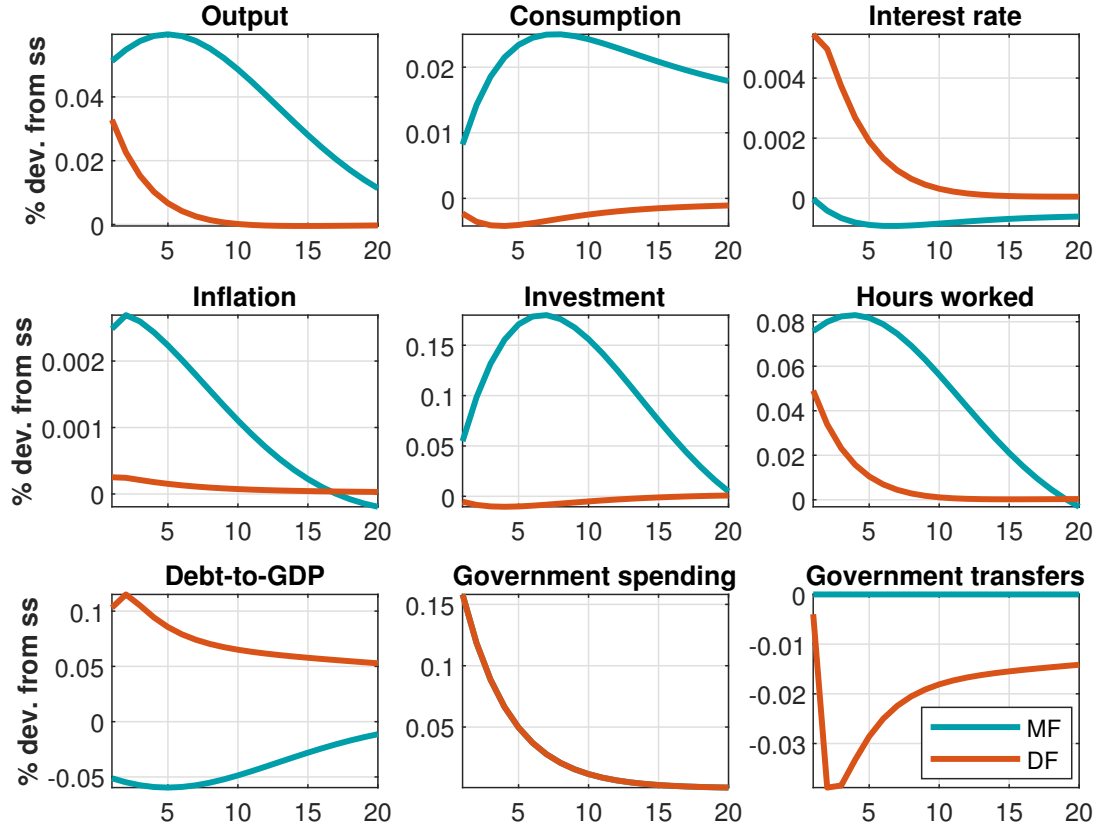 Output
Consumption
Interest rate
% dev. from ss
0.04
0.02
0
5 10 15 20
0.02
0.01
0
5 10 15 20
0.004
0.002
0
5 10 15 20
Inflation
Investment
Hours worked
% dev. from ss
0.002
0.001
0
5 10 15 20
0.15
0.1
0.05
0
5 10 15 20
0.08
0.06
0.04
0.02
0
5 10 15 20
Debt-to-GDP
Government spending
Government transfers
% dev. from ss
0.1
0.05
0
-0.05
5 10 15 20
0.15
0.1
0.05
5 10 15 20
0
-0.01
-0.02
-0.03
5 10 15 20
MF
DF